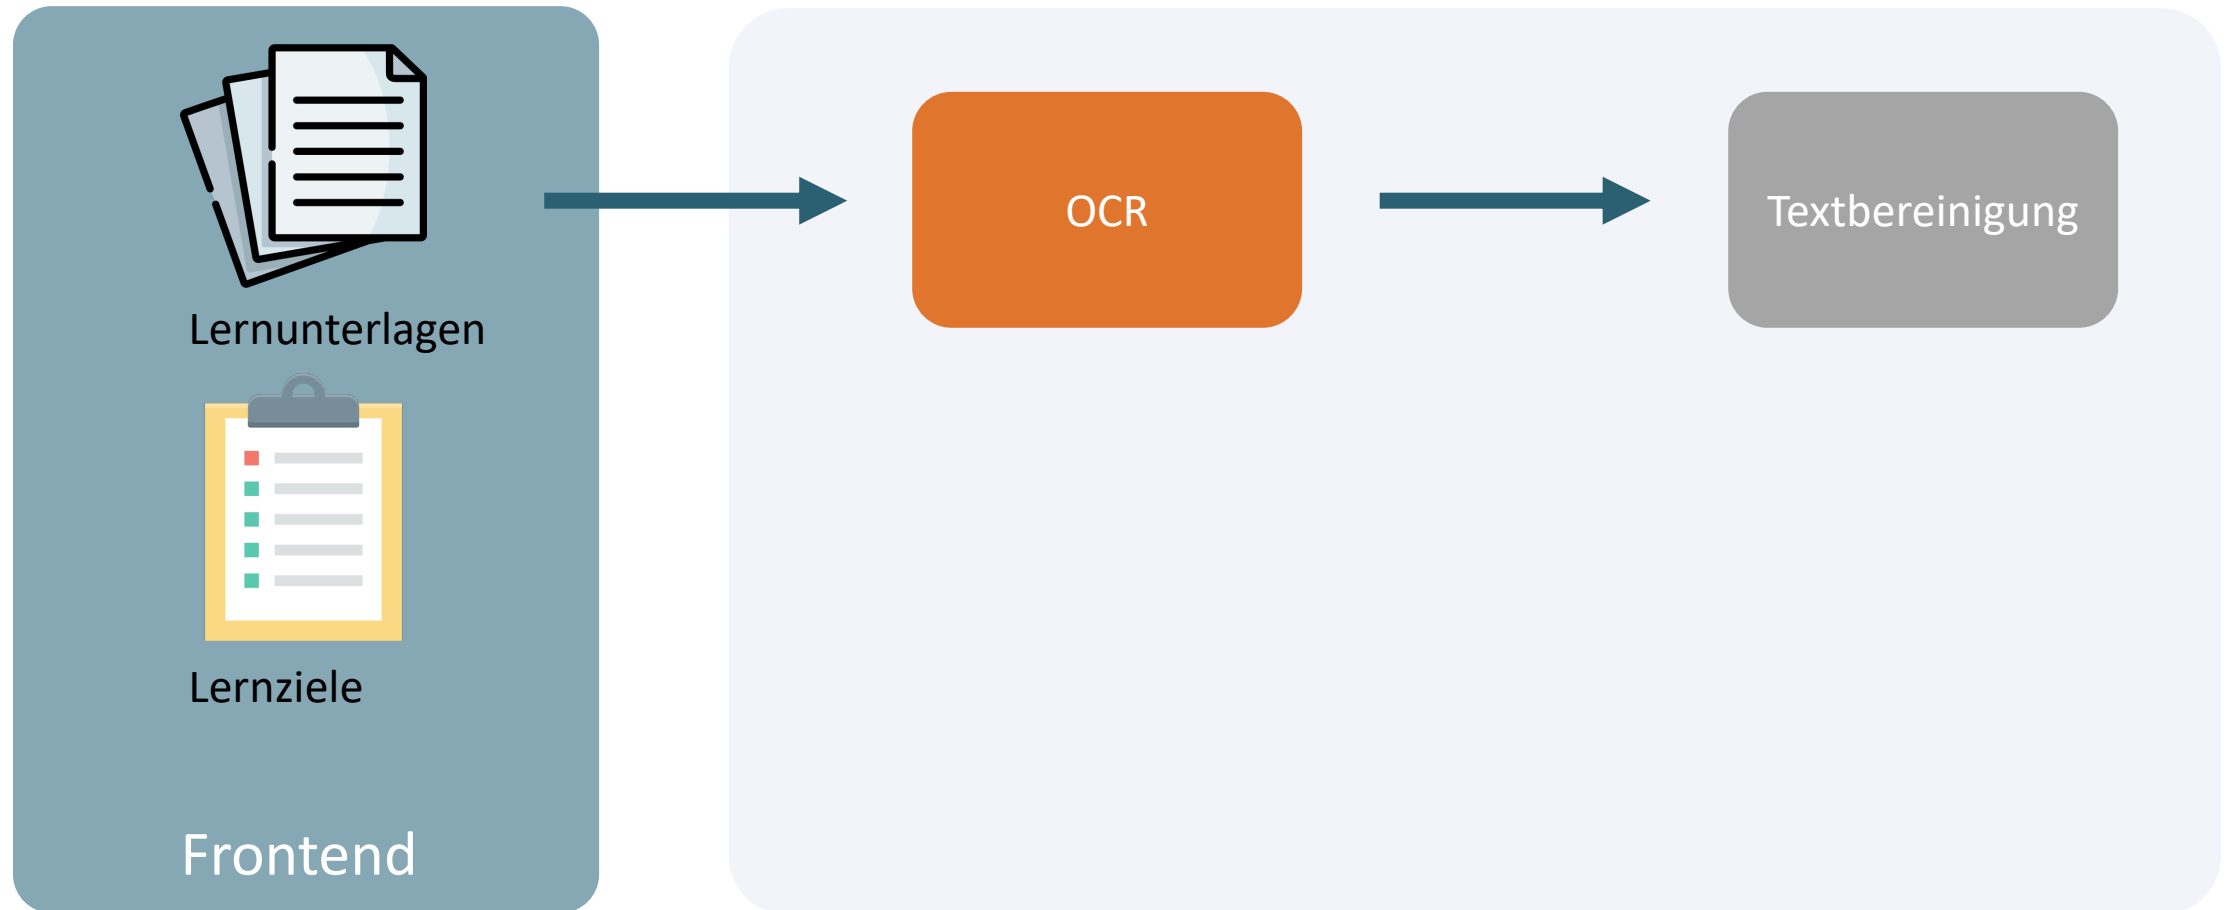 Lernunterlagen
Lernziele
Frontend
OCR
Textbereinigung